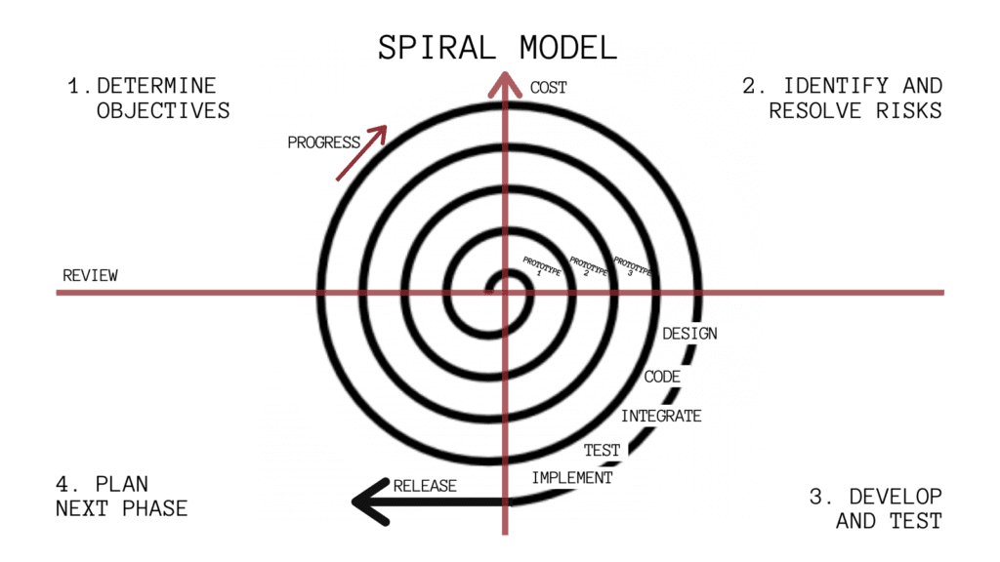 SPIRAL MODEL
1. DETERMINE
OBJECTIVES
COST
2. IDENTIFY AND
RESOLVE RISKS
PROGRESS
PROTOTYPE
1
PROTOTYPE
2
PROTOTYPE
3
REVIEW
DESIGN
CODE
INTEGRATE
TEST
IMPLEMENT
RELEASE
4. PLAN
NEXT PHASE
3. DEVELOP
AND TEST